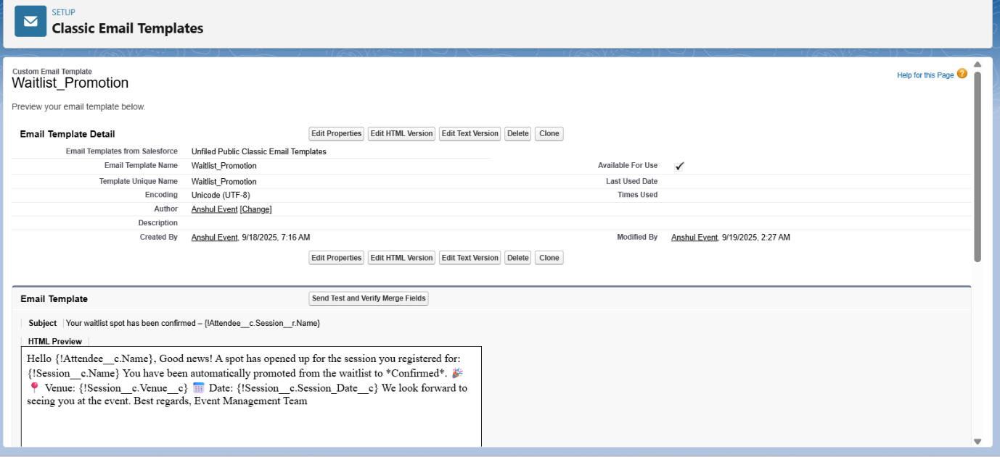 SETUP
Classic Email Templates
Custom Email Template
Waitlist_Promotion
Help for this Page ?
Preview your email template below.
Email Template Detail
Edit Properties Edit HTML Version Edit Text Version Delete Clone
Email Templates from Salesforce Unfiled Public Classic Email Templates
Email Template Name Waitlist_Promotion Available For Use ✓
Template Unique Name Waitlist_Promotion Last Used Date
Encoding Unicode (UTF-8) Times Used
Author Anshul Event [Change]
Description
Created By Anshul Event, 9/18/2025, 7:16 AM Modified By Anshul Event, 9/19/2025, 2:27 AM
Edit Properties Edit HTML Version Edit Text Version Delete Clone
Email Template Send Test and Verify Merge Fields
Subject Your waitlist spot has been confirmed – {!Attendee__c.Session__r.Name}
HTML Preview
Hello {!Attendee__c.Name}, Good news! A spot has opened up for the session you registered for:
{!Session__c.Name} You have been automatically promoted from the waitlist to *Confirmed*. 🎉
📍 Venue: {!Session__c.Venue__c} 📅 Date: {!Session__c.Session_Date__c} We look forward to
seeing you at the event. Best regards, Event Management Team